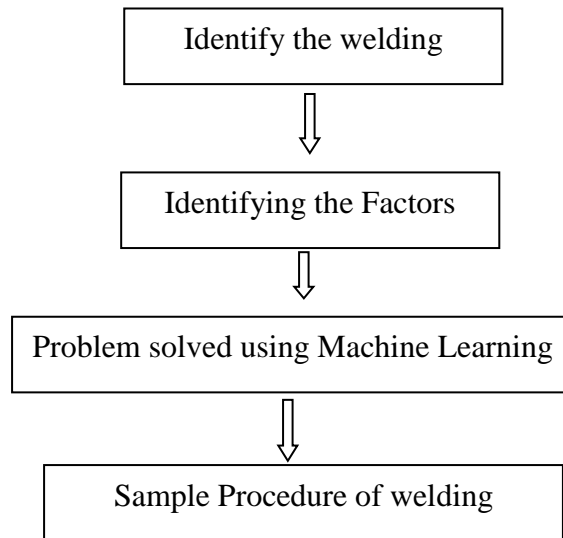 Identify the welding
Identifying the Factors
Problem solved using Machine Learning
Sample Procedure of welding